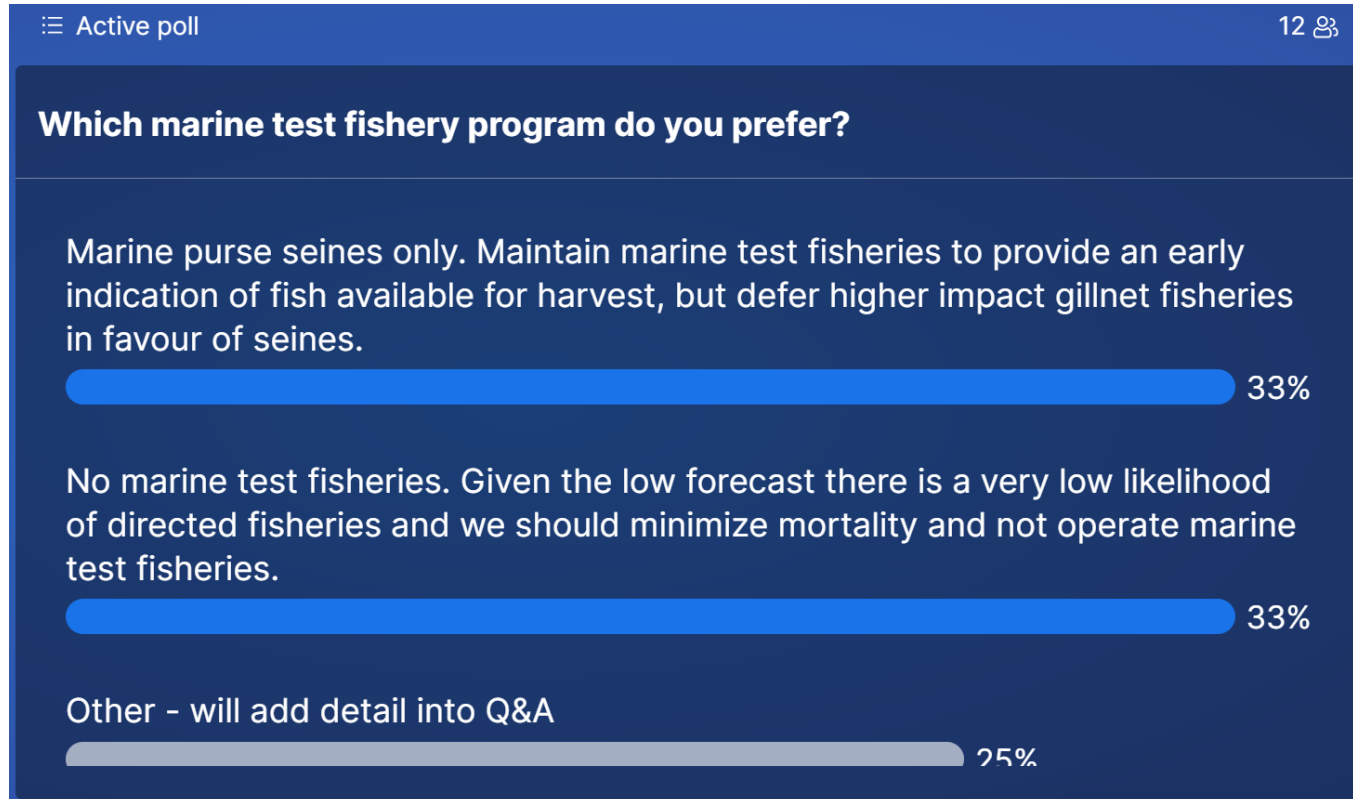 Active poll
12
Which marine test fishery program do you prefer?
Marine purse seines only. Maintain marine test fisheries to provide an early
indication of fish available for harvest, but defer higher impact gillnet fisheries
in favour of seines.
33%
No marine test fisheries. Given the low forecast there is a very low likelihood
of directed fisheries and we should minimize mortality and not operate marine
test fisheries.
33%
Other - will add detail into Q&A
25%